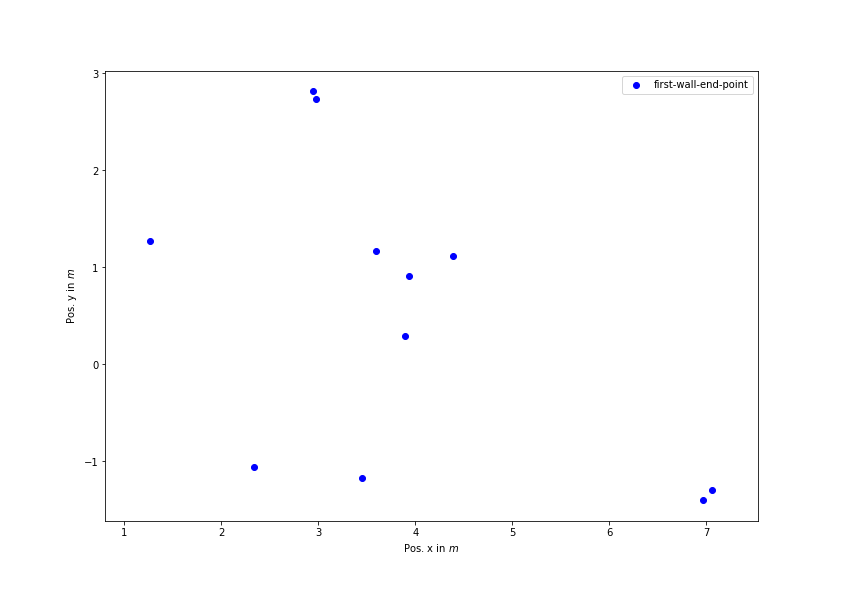 first-wall-end-point
3
2
1
0
−1
Pos. y in m
1 2 3 4 5 6 7
Pos. x in m